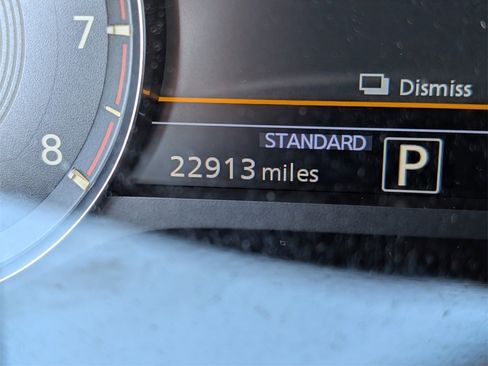 7
Dismiss
STANDARD
8
22913 miles
P